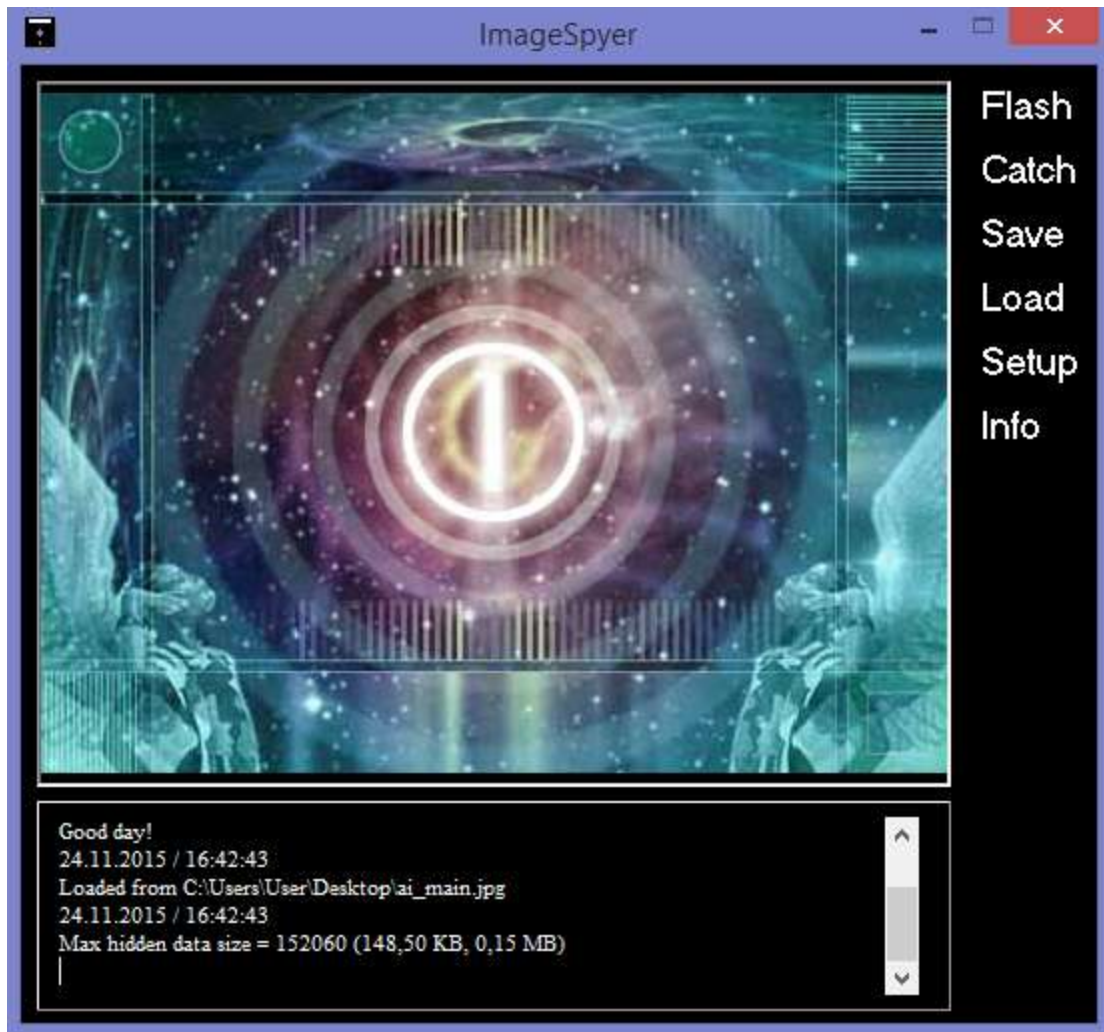 ImageSpyer
Flash
Catch
Save
Load
Setup
Info
Good day!
24.11.2015 / 16:42:43
Loaded from C:\Users\User\Desktop\ai_main.jpg
24.11.2015 / 16:42:43
Max hidden data size = 152060 (148,50 KB, 0,15 MB)